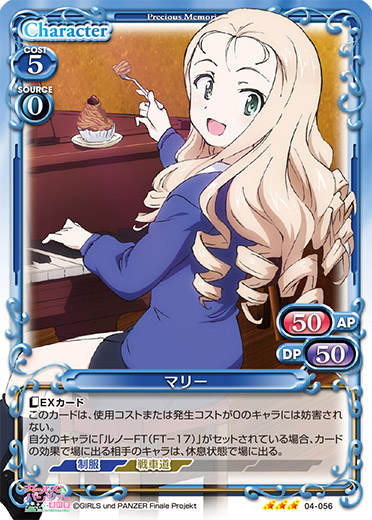 Precious Memories
Character
COST
5
SOURCE
0
50 AP
DP 50
マリー
EXカード
このカードは、使用コストまたは発生コストが0のキャラには妨害され
ない。
自分のキャラに「ルノーFT(FT−17)」がセットされている場合、カード
の効果で場に出る相手のキャラは、休息状態で場に出る。
制服
戦車道
©GIRLS und PANZER Finale Projekt
04-056